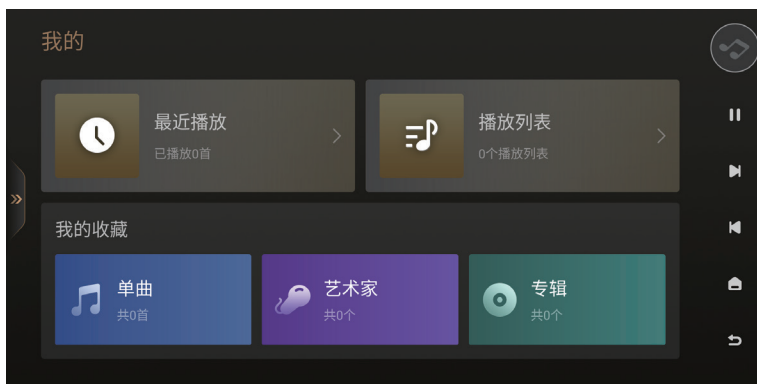 我的
最近播放
已播放0首
播放列表
0个播放列表
我的收藏
单曲
共0首
艺术家
共0个
专辑
共0个